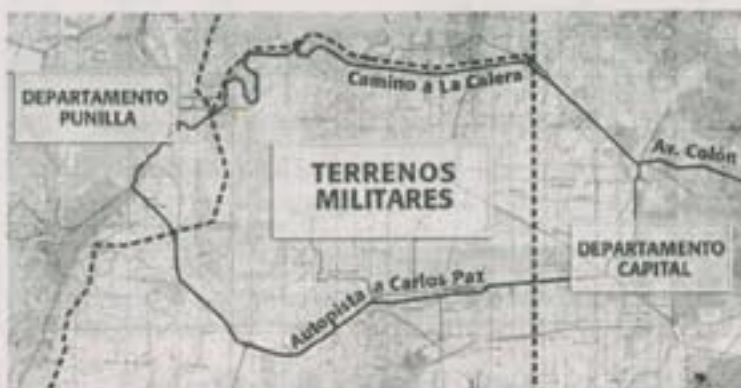 DEPARTAMENTO
PUNILLA
Camino a La Calera
Av. Colón
TERRENOS
MILITARES
DEPARTAMENTO
CAPITAL
Autopista a Carlos Paz